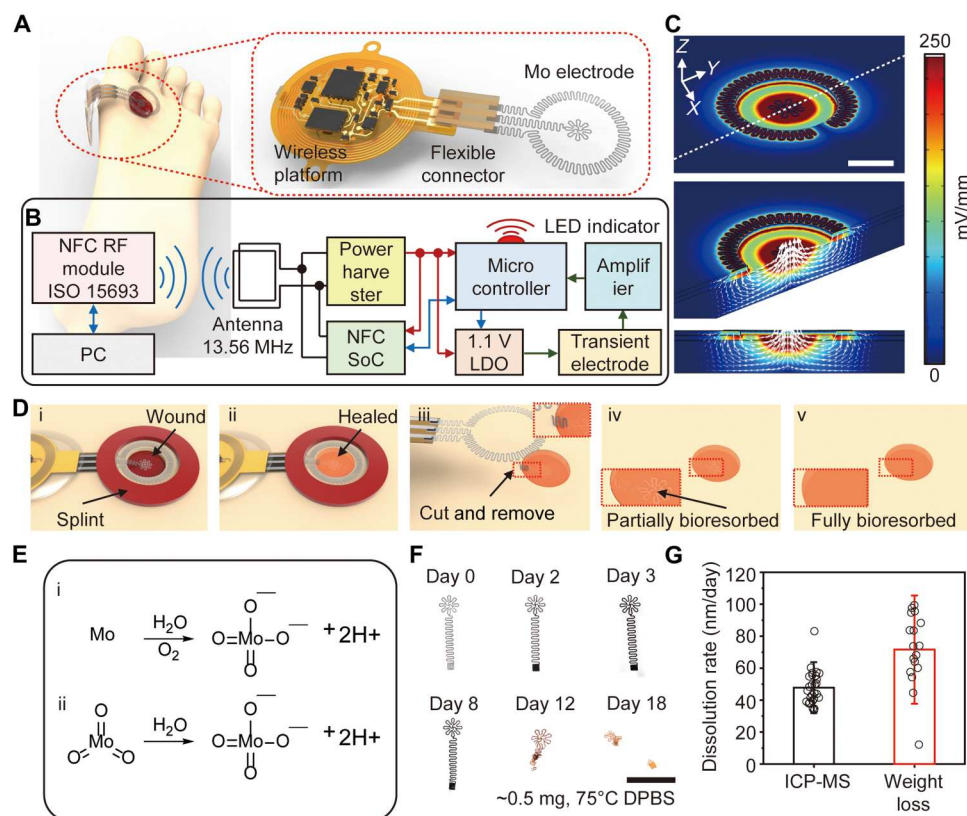 A
Mo electrode
Wireless
platform
Flexible
connector
B
NFC RF
module
ISO 15693
PC
Antenna
13.56 MHz
Power
harve
ster
NFC
SoC
LED indicator
Micro
controller
Amplif
ier
1.1 V
LDO
Transient
electrode
C
Z
Y
X
250
mV/mm
0
D
i
Wound
Splint
ii
Healed
iii
Cut and remove
iv
Partially bioresorbed
v
Fully bioresorbed
E
i
Mo
H2O
O2
O
O=Mo-O
O
+2H+
ii
O
Mo
O O
H2O
O
O=Mo-O
O
+2H+
F
Day 0 Day 2 Day 3
Day 8 Day 12 Day 18
~0.5 mg, 75°C DPBS
G
Dissolution rate (nm/day)
120
100
80
60
40
20
0
ICP-MS
Weight
loss